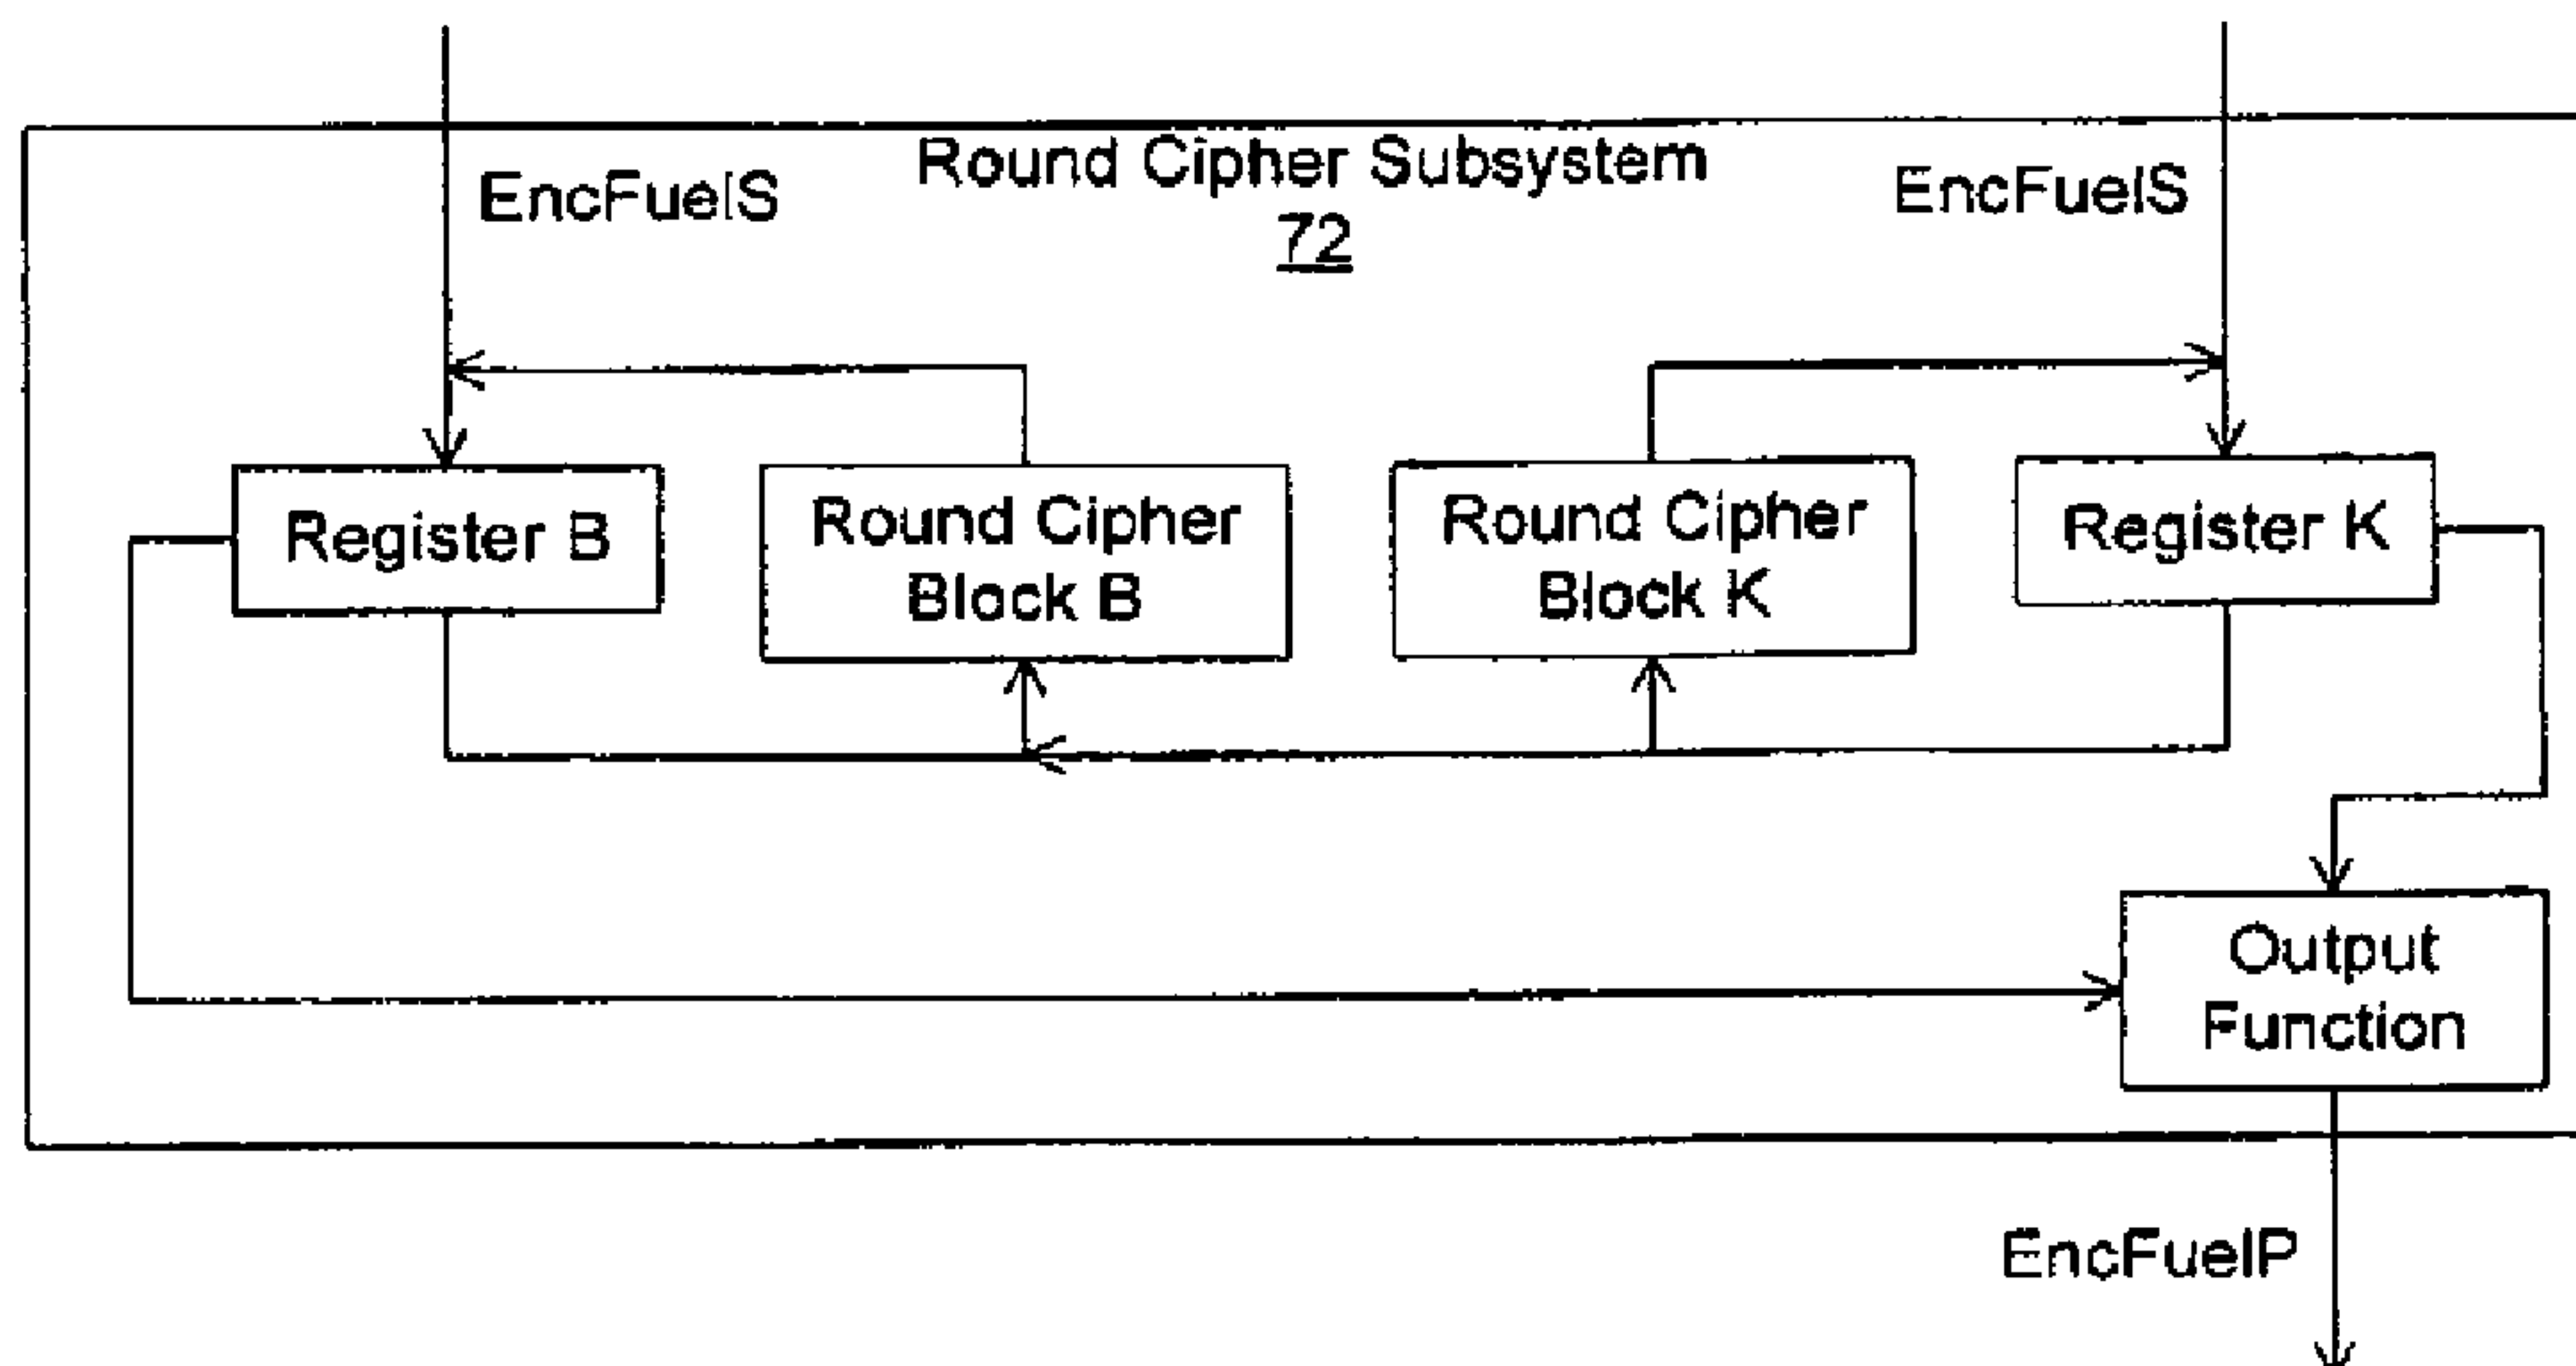 Round Cipher Subsystem
72
EncFuelS
EncFuelS
Register B
Round Cipher
Block B
Round Cipher
Block K
Register K
Output
Function
EncFuelP